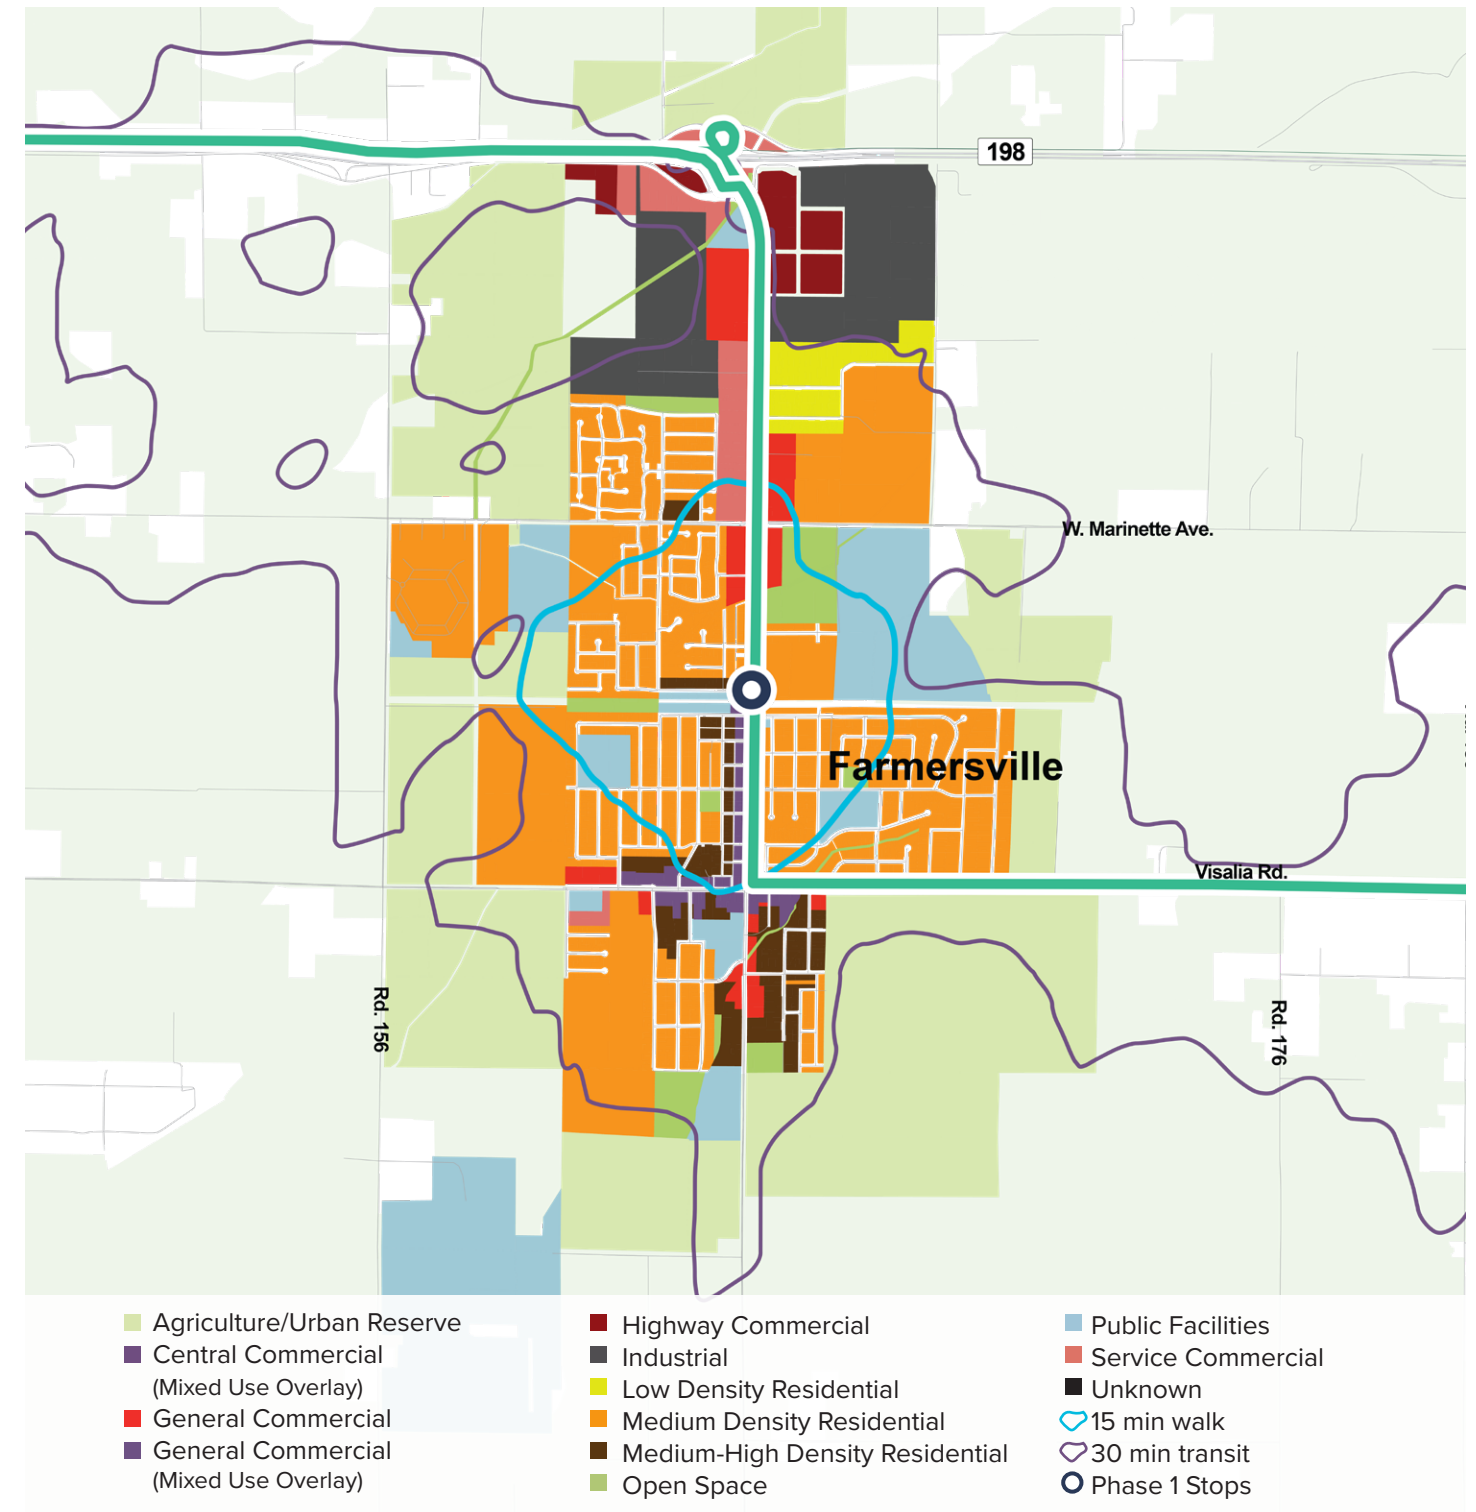 198
W. Marinette Ave.
Farmersville
Visalia Rd.
Rd. 156
Rd. 176
Agriculture/Urban Reserve
Central Commercial
(Mixed Use Overlay)
General Commercial
General Commercial
(Mixed Use Overlay)
Highway Commercial
Industrial
Low Density Residential
Medium Density Residential
Medium-High Density Residential
Open Space
Public Facilities
Service Commercial
Unknown
15 min walk
30 min transit
Phase 1 Stops